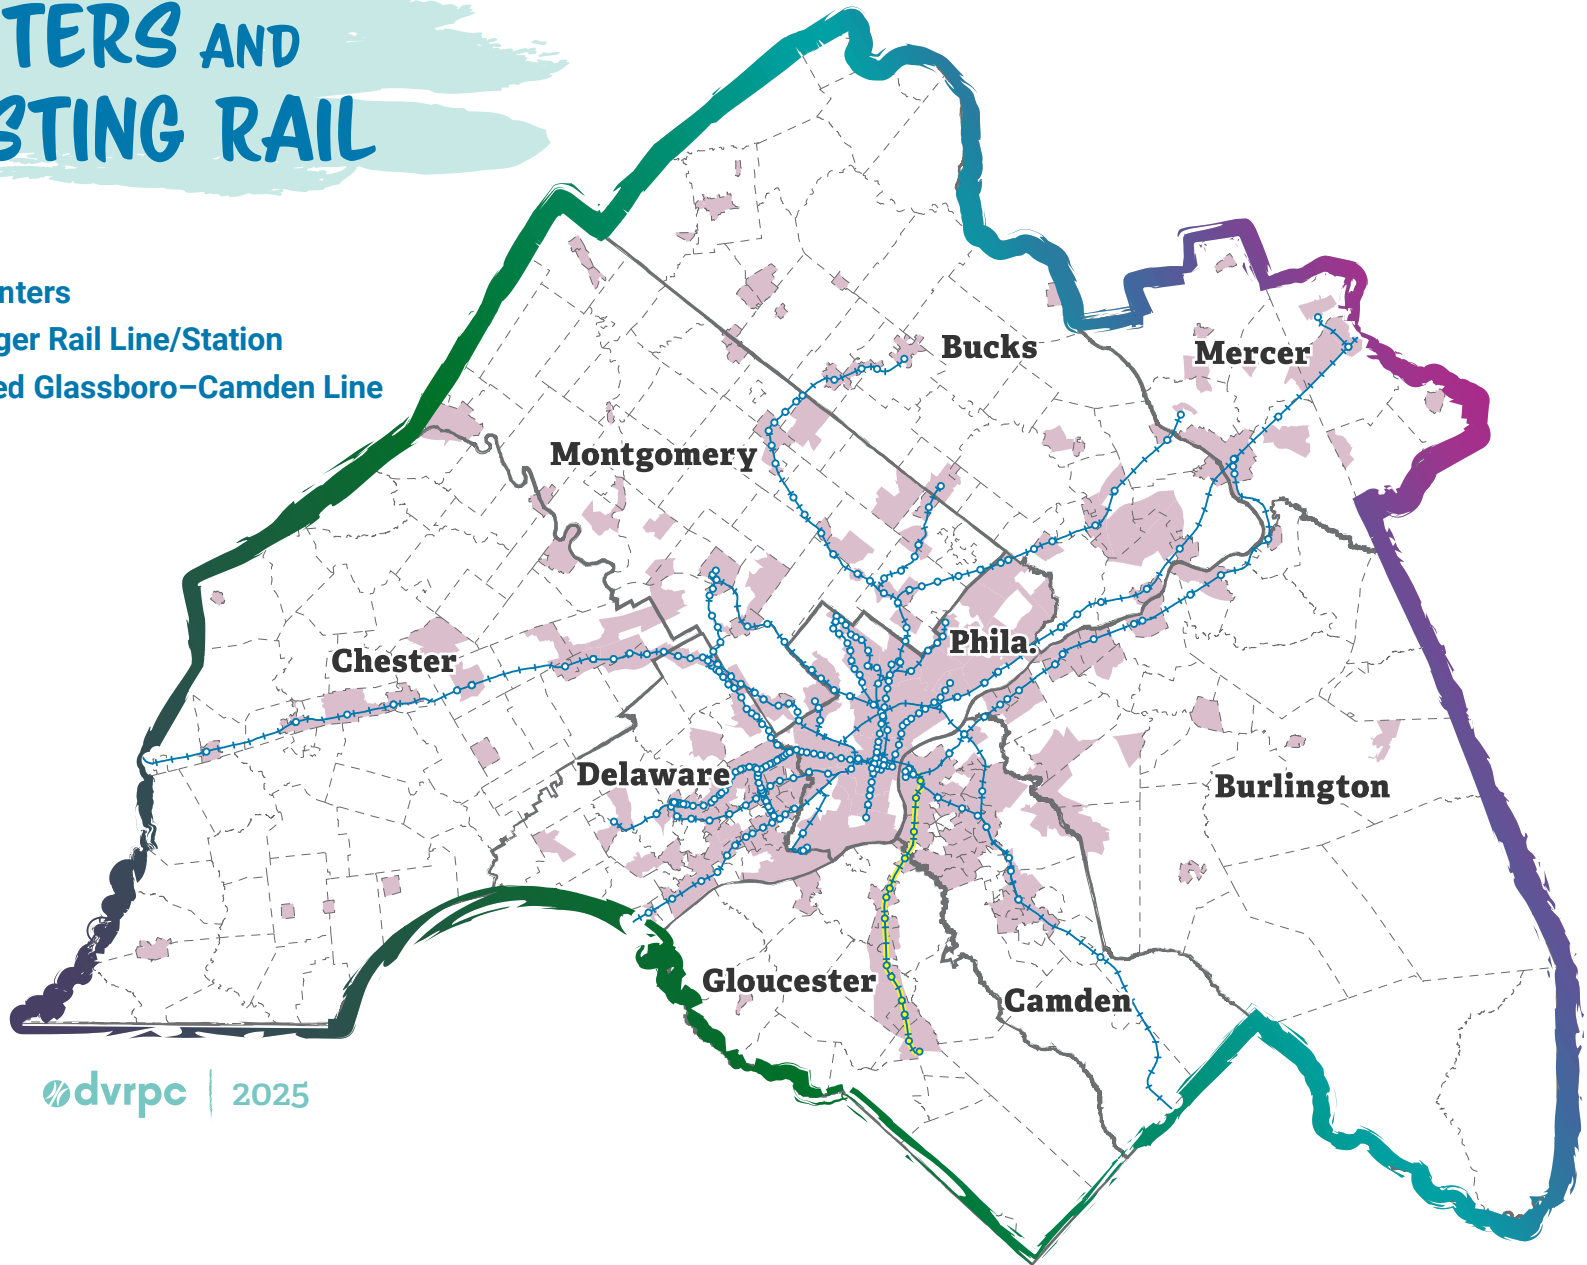 TERS AND
STING RAIL
nters
ger Rail Line/Station
ed Glassboro–Camden Line
Bucks
Mercer
Montgomery
Phila.
Chester
Delaware
Burlington
Gloucester
Camden
dvrpc 2025